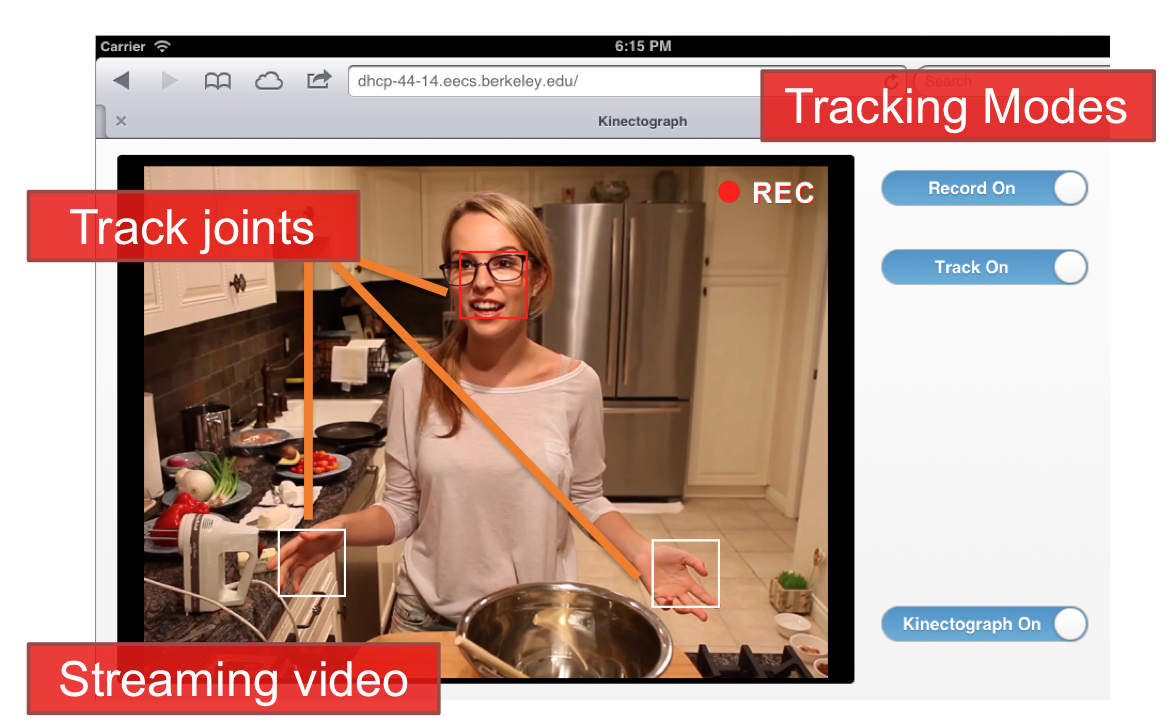 Carrier
6:15 PM
dhcp-44-14.eecs.berkeley.edu/
Search
Tracking Modes
Kinectograph
REC
Record On
Track joints
Track On
Kinectograph On
Streaming video